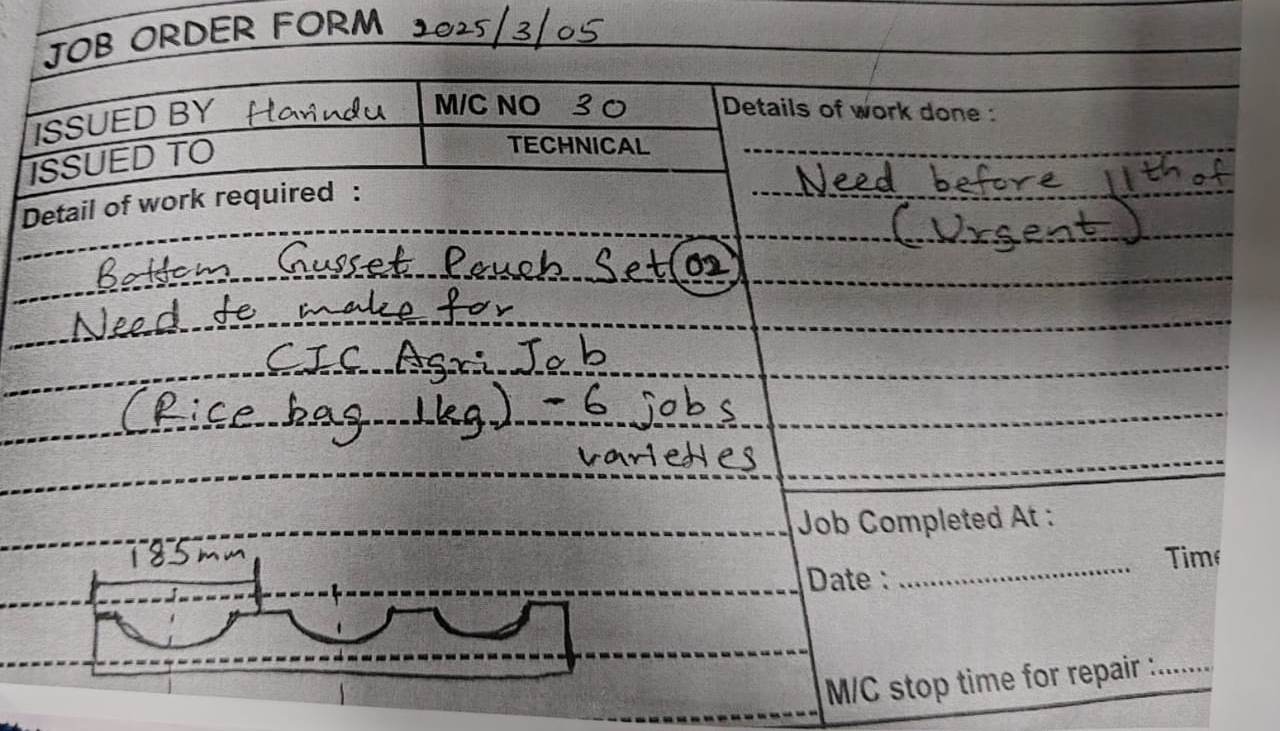 JOB ORDER FORM 2025/3/05
ISSUED BY Harindu
M/C NO 30
ISSUED TO
TECHNICAL
Detail of work required :
Bottom Gusset Pouch Set 02
Need to make for
CIC Agri Job
(Rice bag 1kg) - 6 jobs
varieties
185mm
Details of work done :
Need before 11th of
(Urgent)
Job Completed At :
Date : .............................. Time
M/C stop time for repair :........